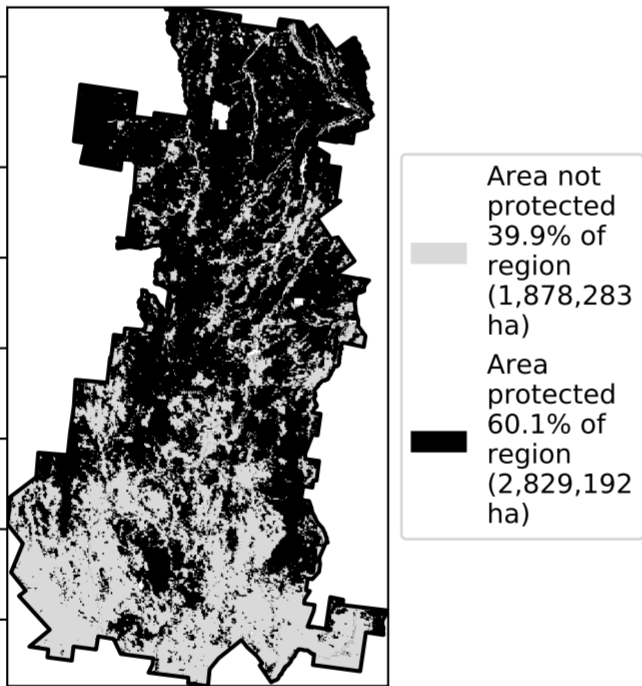 Area not
protected
39.9% of
region
(1,878,283
ha)
Area
protected
60.1% of
region
(2,829,192
ha)